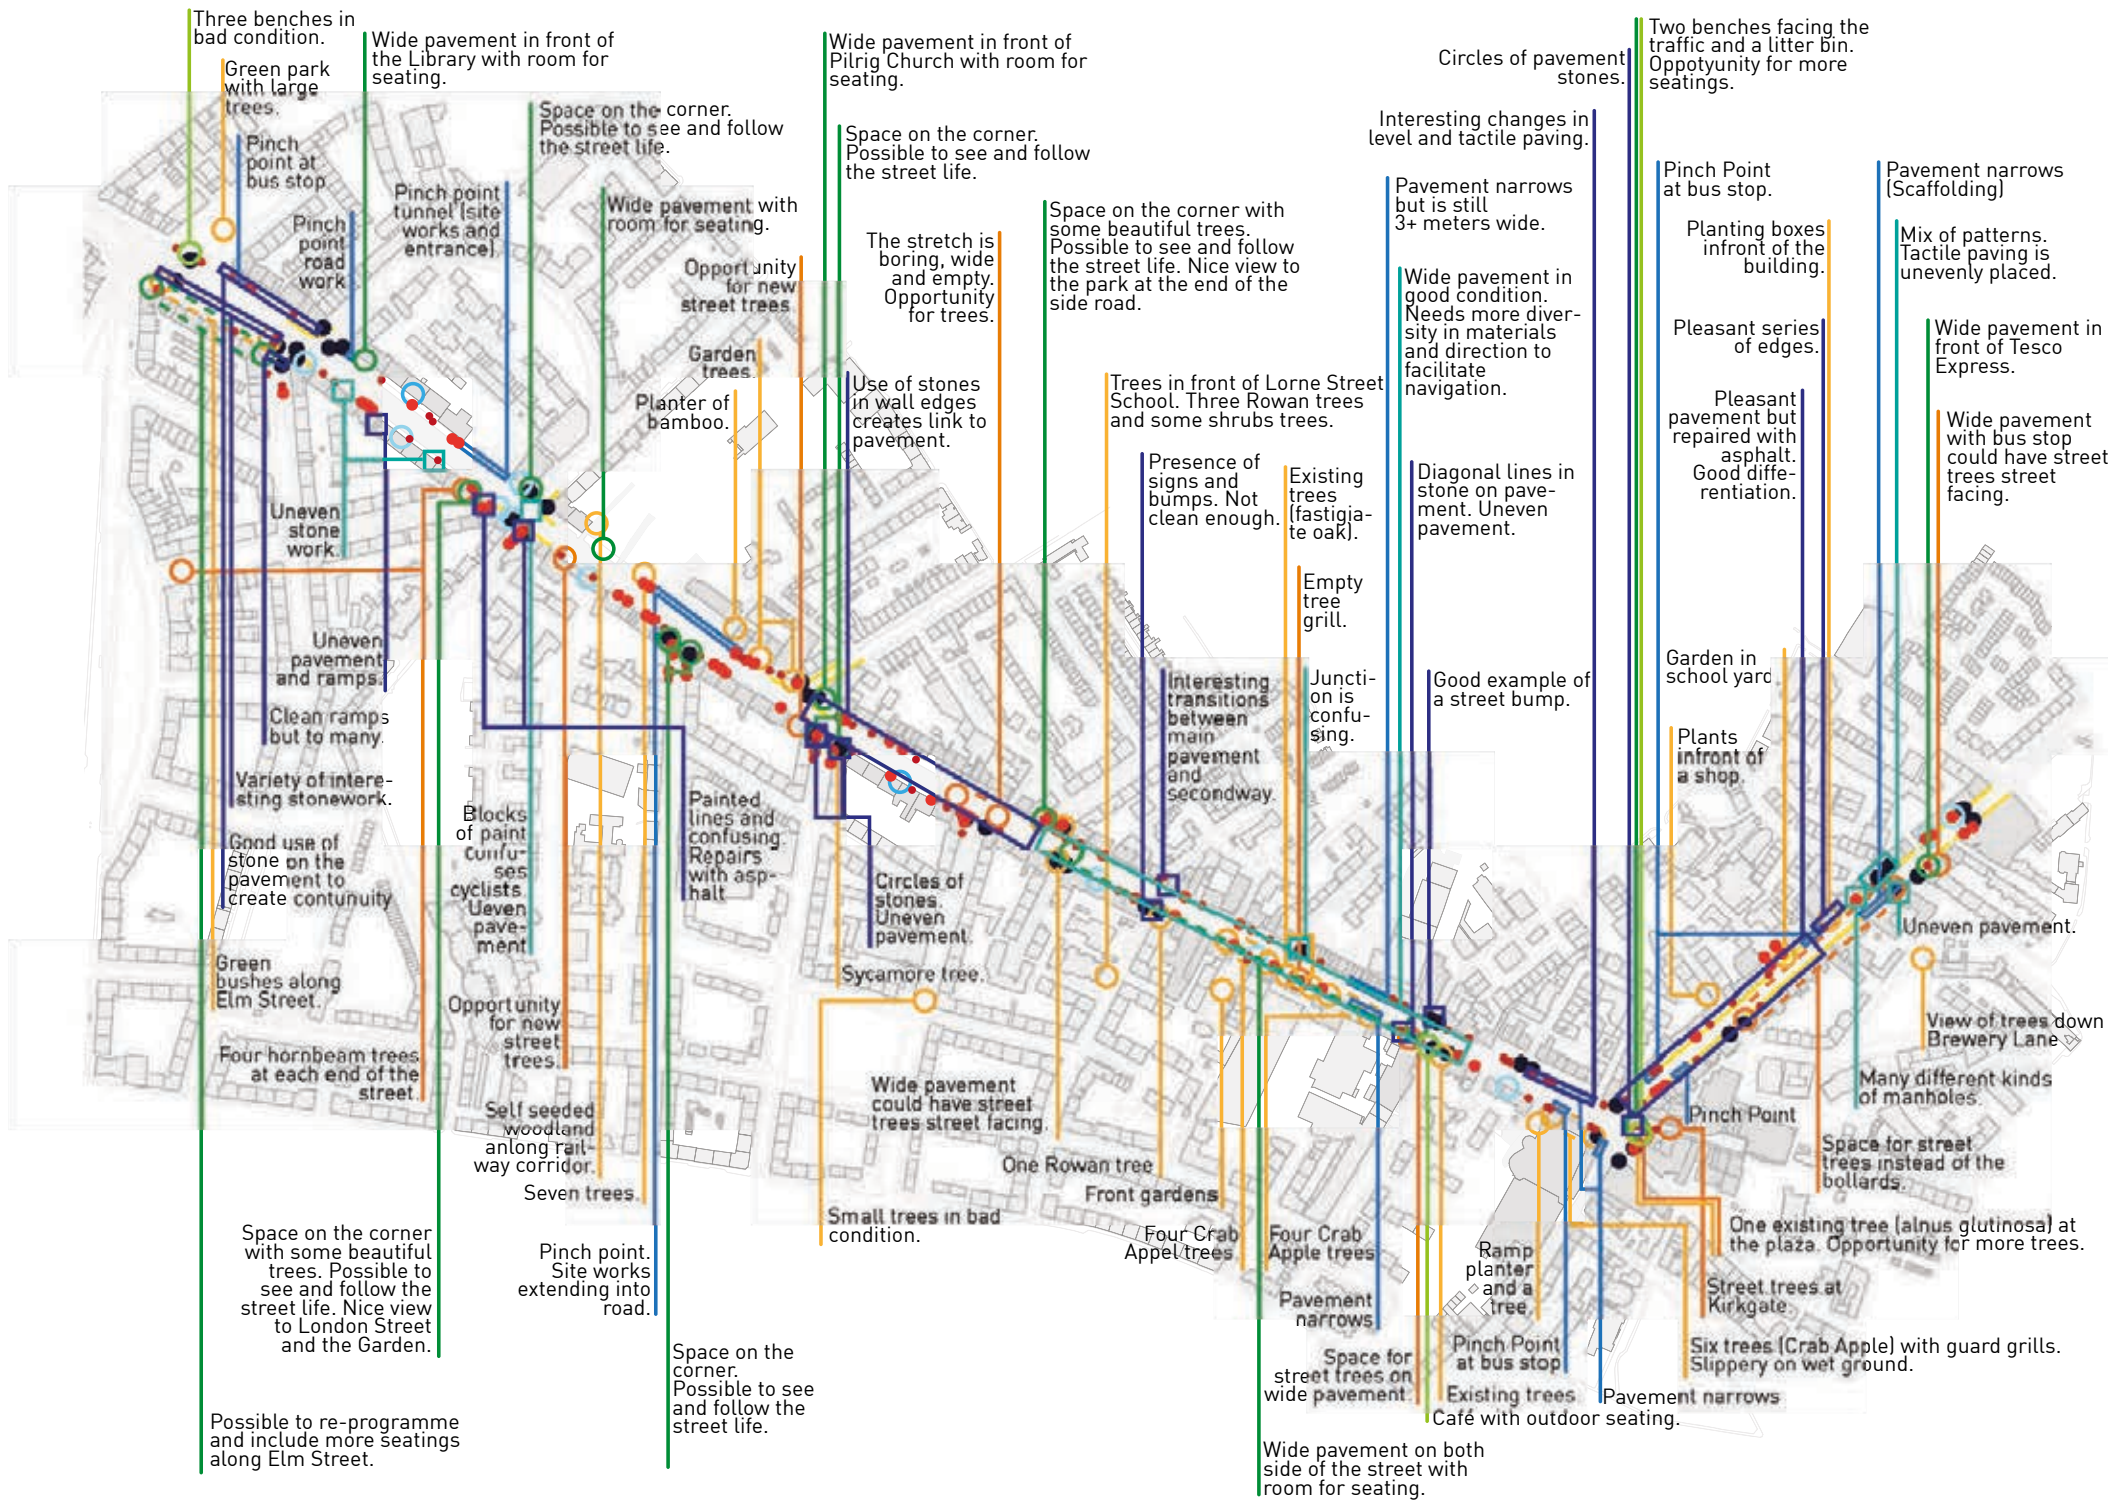 Three benches in
bad condition.
Green park
with large
trees.
Wide pavement in front of
the Library with room for
seating.
Pinch
point at
bus stop
Pinch
point
road
work
Pinch point
tunnel (site
works and
entrance)
Space on the corner.
Possible to see and follow
the street life.
Wide pavement with
room for seating.
Opportunity
for new
street trees.
Garden
trees.
Planter of
bamboo.
Wide pavement in front of
Pilrig Church with room for
seating.
Space on the corner.
Possible to see and follow
the street life.
Use of stones
in wall edges
creates link to
pavement.
The stretch is
boring, wide
and empty.
Opportunity
for trees.
Space on the corner with
some beautiful trees.
Possible to see and follow
the street life. Nice view to
the park at the end of the
side road.
Trees in front of Lorne Street
School. Three Rowan trees
and some shrubs trees.
Presence of
signs and
bumps. Not
clean enough.
Existing
trees
(fastigia-
te oak).
Empty
tree
grill.
Interesting
transitions
between
main
pavement
and
secondway.
Juncti-
on is
confu-
sing.
Pavement narrows
but is still
3+ meters wide.
Wide pavement in
good condition.
Needs more diver-
sity in materials
and direction to
facilitate
navigation.
Diagonal lines in
stone on pave-
ment. Uneven
pavement.
Good example of
a street bump.
Interesting changes in
level and tactile paving.
Circles of pavement
stones.
Two benches facing the
traffic and a litter bin.
Oppotyunity for more
seatings.
Pinch Point
at bus stop.
Planting boxes
infront of the
building.
Pleasant series
of edges.
Pleasant
pavement but
repaired with
asphalt.
Good diffe-
rentiation.
Garden in
school yard
Plants
infront of
a shop.
Pavement narrows
(Scaffolding)
Mix of patterns.
Tactile paving is
unevenly placed.
Wide pavement in
front of Tesco
Express.
Wide pavement
with bus stop
could have street
trees street
facing.
Uneven
stone
work.
Uneven
pavement
and ramps.
Clean ramps
but to many.
Variety of intere-
sting stonework.
Good use of
stone on the
pavement to
create contunuity
Green
bushes along
Elm Street.
Four hornbeam trees
at each end of the
street.
Blocks
of paint
confu-
ses
cyclists.
Ueven
pave-
ment
Opportunity
for new
street
trees.
Self seeded
woodland
anlong rail-
way corridor.
Seven trees.
Painted
lines and
confusing.
Repairs
with asp-
halt
Circles of
stones.
Uneven
pavement.
Sycamore tree.
Wide pavement
could have street
trees street facing.
One Rowan tree
Front gardens
Small trees in bad
condition.
Four Crab
Appel trees.
Four Crab
Apple trees
Pavement
narrows
Space for
street trees on
wide pavement.
Existing trees
Café with outdoor seating.
Ramp
planter
and a
tree.
Pinch Point
at bus stop
Pavement narrows
Pinch Point
Uneven pavement.
View of trees down
Brewery Lane
Many different kinds
of manholes.
Space for street
trees instead of the
bollards.
One existing tree (alnus glutinosa) at
the plaza. Opportunity for more trees.
Street trees at
Kirkgate.
Six trees (Crab Apple) with guard grills.
Slippery on wet ground.
Space on the corner
with some beautiful
trees. Possible to
see and follow the
street life. Nice view
to London Street
and the Garden.
Pinch point.
Site works
extending into
road.
Space on the
corner.
Possible to see
and follow the
street life.
Possible to re-programme
and include more seatings
along Elm Street.
Wide pavement on both
side of the street with
room for seating.